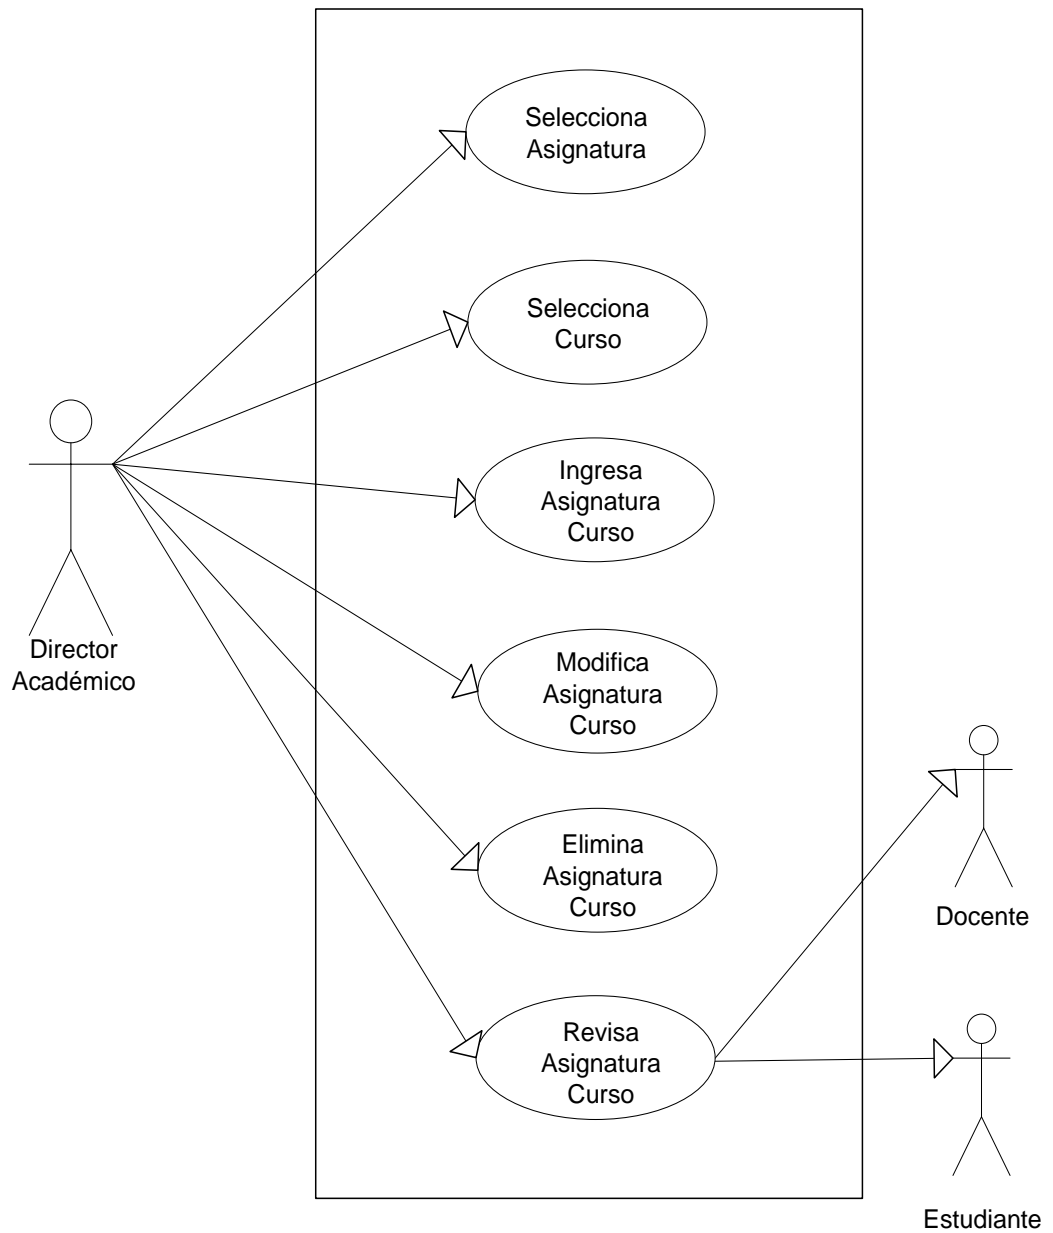 Selecciona
Asignatura
Selecciona
Curso
Ingresa
Asignatura
Curso
Director
Académico
Modifica
Asignatura
Curso
Elimina
Asignatura
Curso
Docente
Revisa
Asignatura
Curso
Estudiante